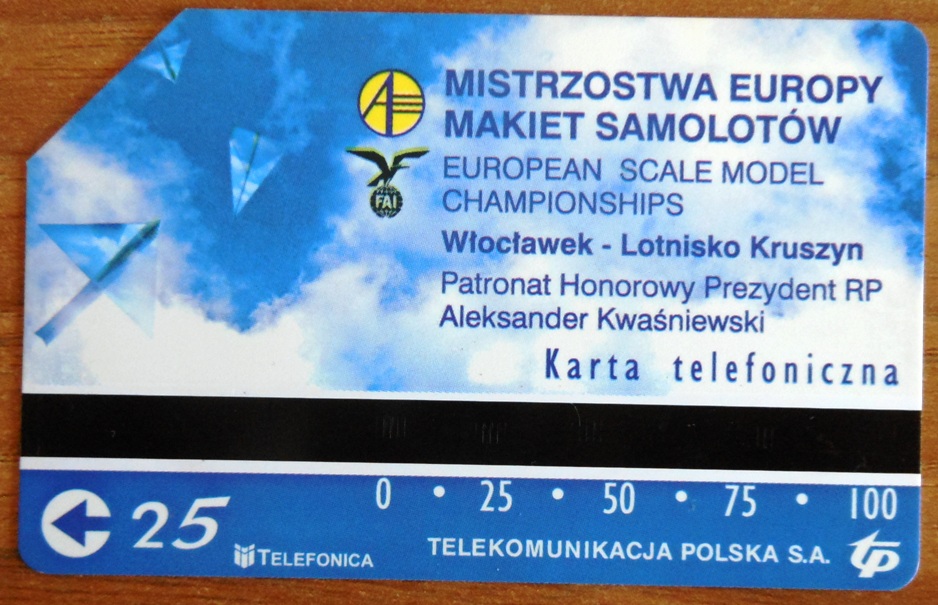 MISTRZOSTWA EUROPY
MAKIET SAMOLOTÓW
EUROPEAN SCALE MODEL
CHAMPIONSHIPS
FAI
Włocławek - Lotnisko Kruszyn
Patronat Honorowy Prezydent RP
Aleksander Kwaśniewski
Karta telefoniczna
0 • 25 • 50 • 75 • 100
25
TELEFONICA
TELEKOMUNIKACJA POLSKA S.A. tp